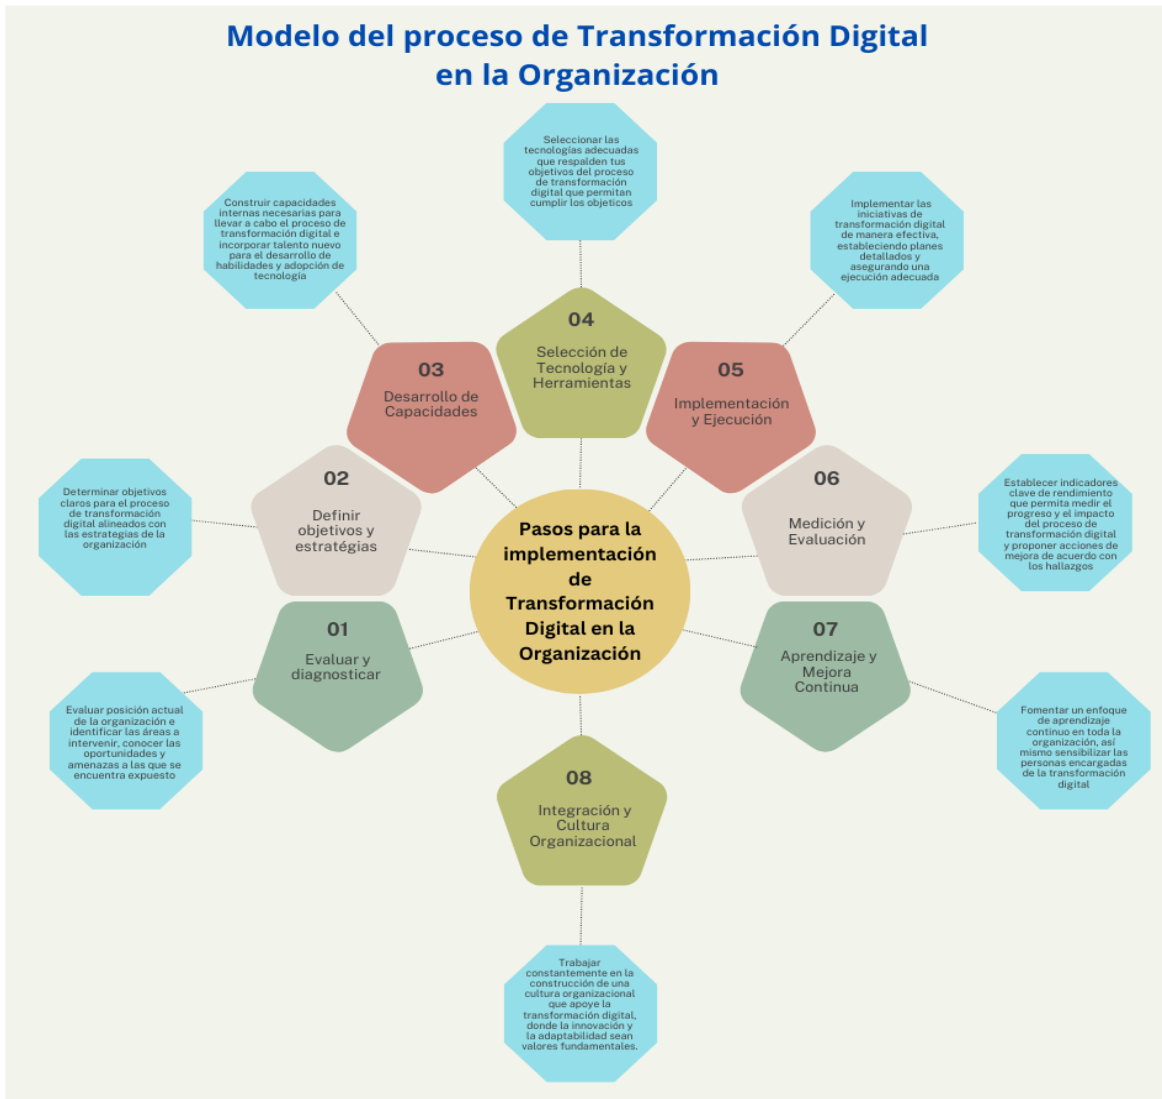 Modelo del proceso de Transformación Digital
en la Organización
Seleccionar las
tecnologías adecuadas
que respalden tus
objetivos del proceso
de transformación
digital que permitan
cumplir los objeticos
Construir capacidades
internas necesarias para
llevar a cabo el proceso de
transformación digital e
incorporar talento nuevo
para el desarrollo de
habilidades y adopción de
tecnología
Implementar las
iniciativas de
transformación digital
de manera efectiva,
estableciendo planes
detallados y
asegurando una
ejecución adecuada
04
Selección de
Tecnología y
Herramientas
03
Desarrollo de
Capacidades
05
Implementación
y Ejecución
Determinar objetivos
claros para el proceso
de transformación
digital alineados con
las estrategias de la
organización
02
Definir
objetivos y
estratégias
06
Medición y
Evaluación
Establecer indicadores
clave de rendimiento
que permita medir el
progreso y el impacto
del proceso de
transformación digital
y proponer acciones de
mejora de acuerdo con
los hallazgos
Pasos para la
implementación
de
Transformación
Digital en la
Organización
01
Evaluar y
diagnosticar
07
Aprendizaje y
Mejora
Continua
Evaluar posición actual
de la organización e
identificar las áreas a
intervenir, conocer las
oportunidades y
amenazas a las que se
encuentra expuesto
Fomentar un enfoque
de aprendizaje
continuo en toda la
organización, así
mismo sensibilizar las
personas encargadas
de la transformación
digital
08
Integración y
Cultura
Organizacional
Trabajar
constantemente en la
construcción de una
cultura organizacional
que apoye la
transformación digital,
donde la innovación y
la adaptabilidad sean
valores fundamentales.